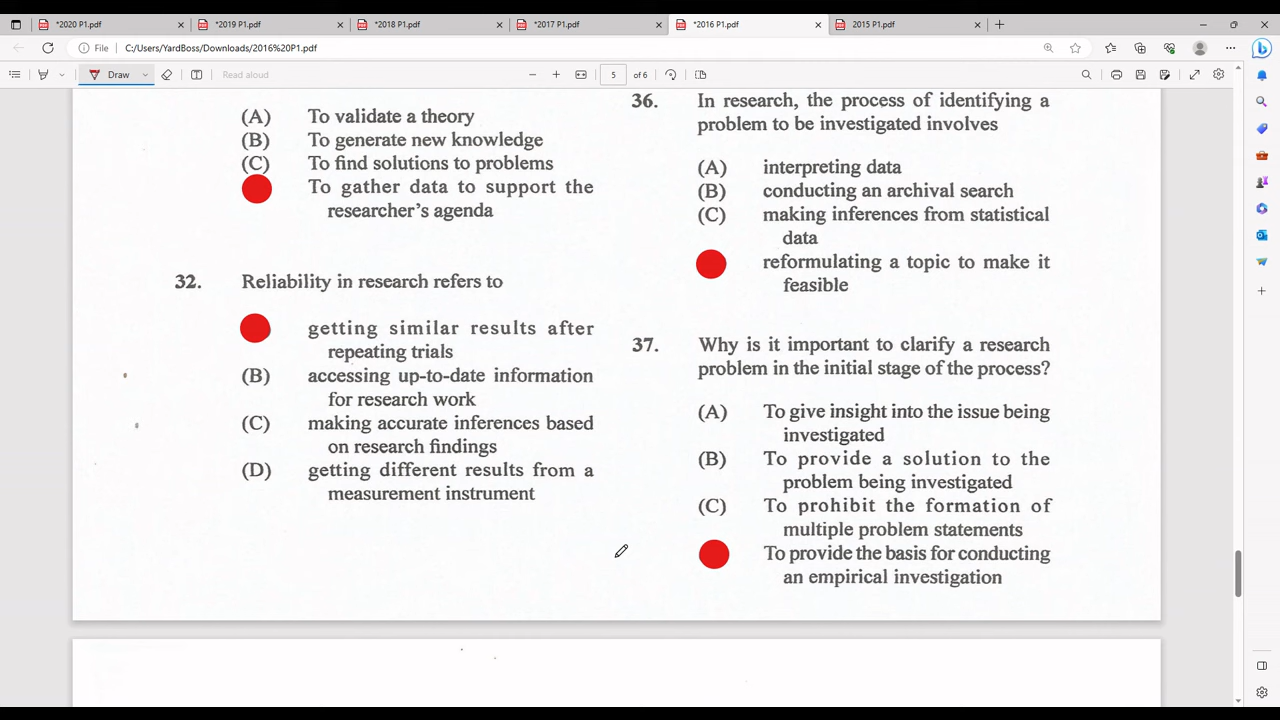 *2020 P1.pdf
*2019 P1.pdf
*2018 P1.pdf
*2017 P1.pdf
*2016 P1.pdf
2015 P1.pdf
File
C:/Users/YardBoss/Downloads/2016%20P1.pdf
Draw
Read aloud
5
of 6
(A) To validate a theory
(B) To generate new knowledge
(C) To find solutions to problems
To gather data to support the
researcher's agenda
32. Reliability in research refers to
getting similar results after
repeating trials
(B) accessing up-to-date information
for research work
(C) making accurate inferences based
on research findings
(D) getting different results from a
measurement instrument
36. In research, the process of identifying a
problem to be investigated involves
(A) interpreting data
(B) conducting an archival search
(C) making inferences from statistical
data
reformulating a topic to make it
feasible
37. Why is it important to clarify a research
problem in the initial stage of the process?
(A) To give insight into the issue being
investigated
(B) To provide a solution to the
problem being investigated
(C) To prohibit the formation of
multiple problem statements
To provide the basis for conducting
an empirical investigation